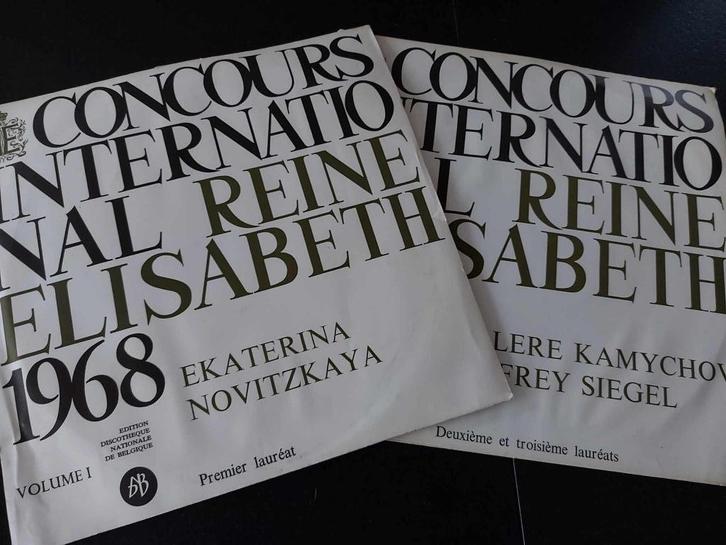 CONCOURS
INTERNATIO
NAL REINE
ELISABETH
1968
EKATERINA
NOVITZKAYA
EDITION
DISCOTHEQUE
NATIONALE
DE BELGIQUE
VOLUME I
DNB
Premier lauréat
CONCOURS
TERNATIO
L REINE
SABETH
LERE KAMYCHOV
FREY SIEGEL
Deuxième et troisième lauréats